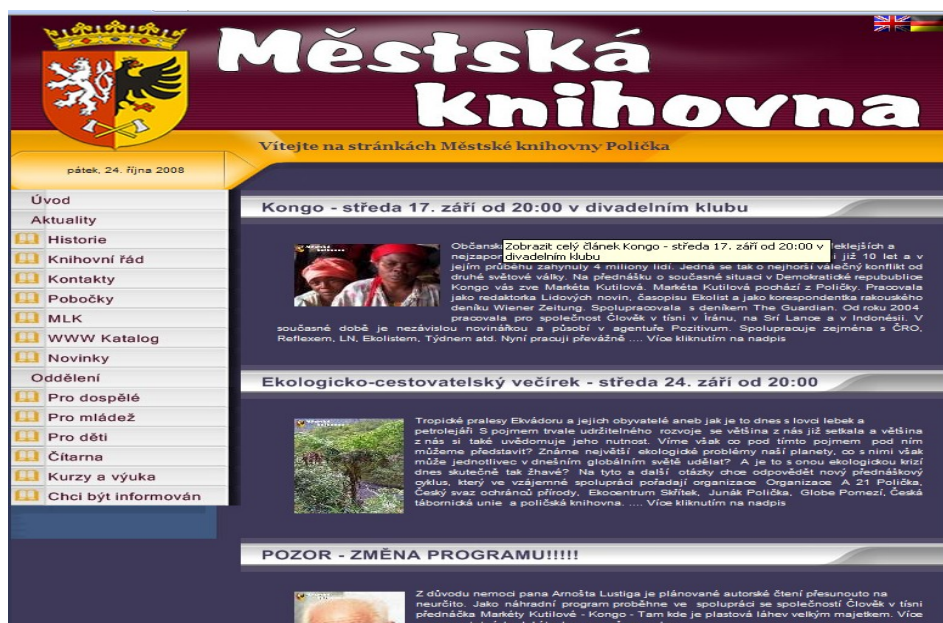 Městská
knihovna
Vítejte na stránkách Městské knihovny Polička
pátek, 24. října 2008
Úvod
Aktuality
Historie
Knihovní řád
Kontakty
Pobočky
MLK
WWW Katalog
Novinky
Oddělení
Pro dospělé
Pro mládež
Pro děti
Čítarna
Kurzy a výuka
Chci být informován
Kongo - středa 17. září od 20:00 v divadelním klubu
Zobrazit celý článek Kongo - středa 17. září od 20:00 v
divadelním klubu
již 10 let a v
jejím průběhu zahynuly 4 miliony lidí. Jedná se tak o nejhorší válečný konflikt od
druhé světové války. Na přednášku o současné situaci v Demokratické repubublice
Kongo vás zve Markéta Kutilová. Markéta Kutilová pochází z Poličky. Pracovala
jako redaktorka Lidových novin, časopisu Ekolist a jako korespondentka rakouského
deníku Wiener Zeitung. Spolupracovala s deníkem The Guardian. Od roku 2004
pracovala pro společnost Člověk v tísni v Íránu, na Srí Lance a v Indonésii. V
současné době je nezávislou novinářkou a působí v agentuře Pozitivum. Spolupracuje zejména s ČRO,
Reflexem, LN, Ekolistem, Týdnem atd. Nyní pracuji převážně .... Více kliknutím na nadpis
Ekologicko-cestovatelský večírek - středa 24. září od 20:00
Tropické pralesy Ekvádoru a jejich obyvatelé aneb jak je to dnes s lovci lebek a
petrolejáři S pojmem trvale udržitelného rozvoje se většina z nás již setkala a většina
z nás si také uvědomuje jeho nutnost. Víme však co pod tímto pojmem pod ním
můžeme představit? Známe největší ekologické problémy naší planety, co s nimi však
může jednotlivec v dnešním globálním světě udělat? A je to s onou ekologickou krizí
dnes skutečně tak žhavé? Na tyto a další otázky chce odpovědět nový přednáškový
cyklus, který ve vzájemné spolupráci pořadají organizace Organizace A 21 Polička,
Český svaz ochránců přírody, Ekocentrum Skřítek, Junák Polička, Globe Pomezí, Česká
tábornická unie a poličská knihovna. .... Více kliknutím na nadpis
POZOR - ZMĚNA PROGRAMU!!!!!
Z důvodu nemoci pana Arnošta Lustiga je plánované autorské čtení přesunouto na
neurčito. Jako náhradní program proběhne ve spolupráci se společností Člověk v tísni
přednáška Markéty Kutilové - Kongo - Tam kde je plastová láhev velkým majetkem. Více